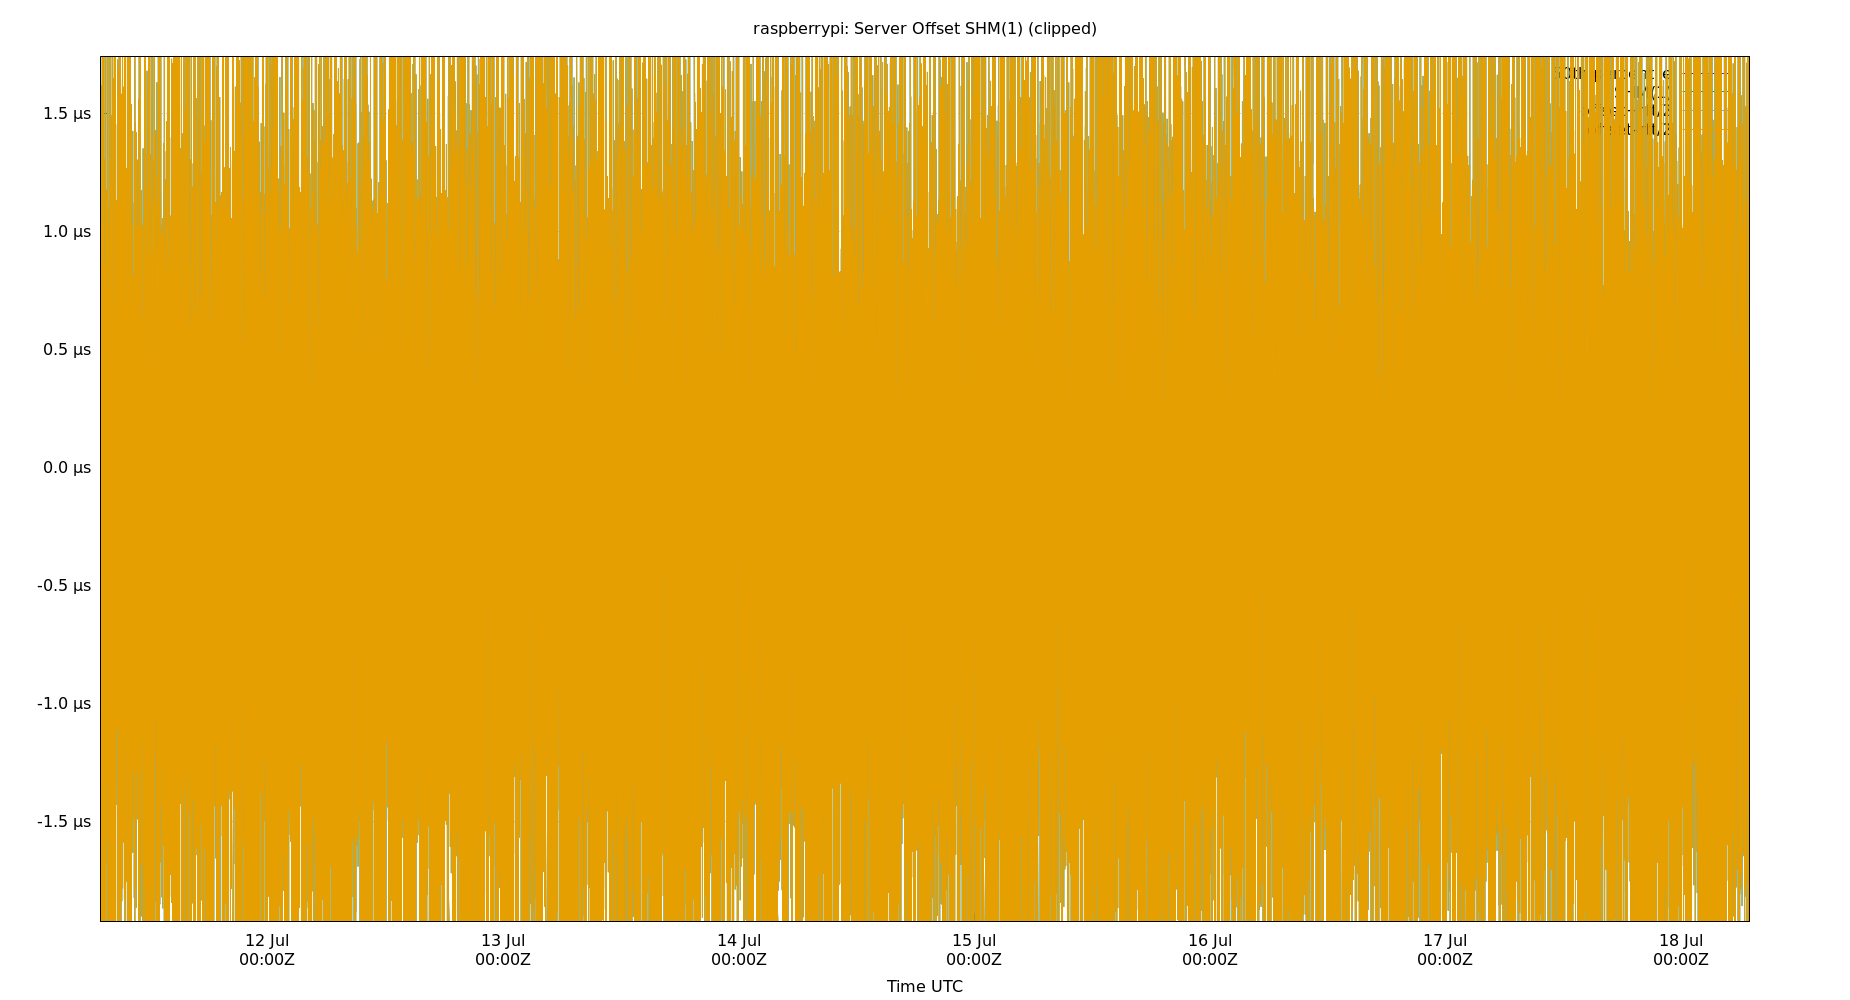 raspberrypi: Server Offset SHM(1) (clipped)
1.5 µs
1.0 µs
0.5 µs
0.0 µs
-0.5 µs
-1.0 µs
-1.5 µs
12 Jul
00:00Z
13 Jul
00:00Z
14 Jul
00:00Z
15 Jul
00:00Z
16 Jul
00:00Z
17 Jul
00:00Z
18 Jul
00:00Z
Time UTC